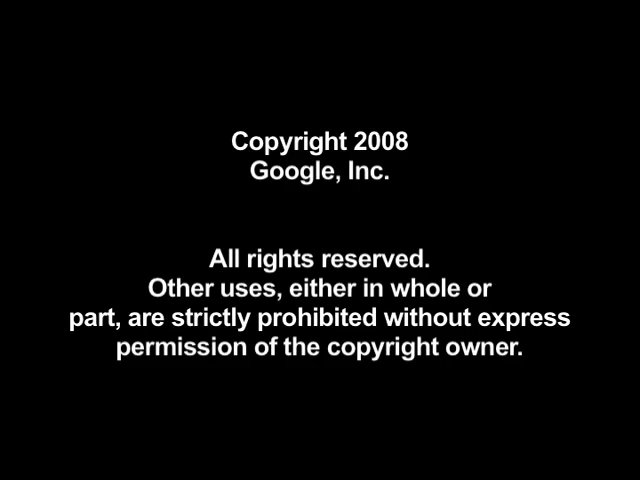 Copyright 2008
Google, Inc.
All rights reserved.
Other uses, either in whole or
part, are strictly prohibited without express
permission of the copyright owner.